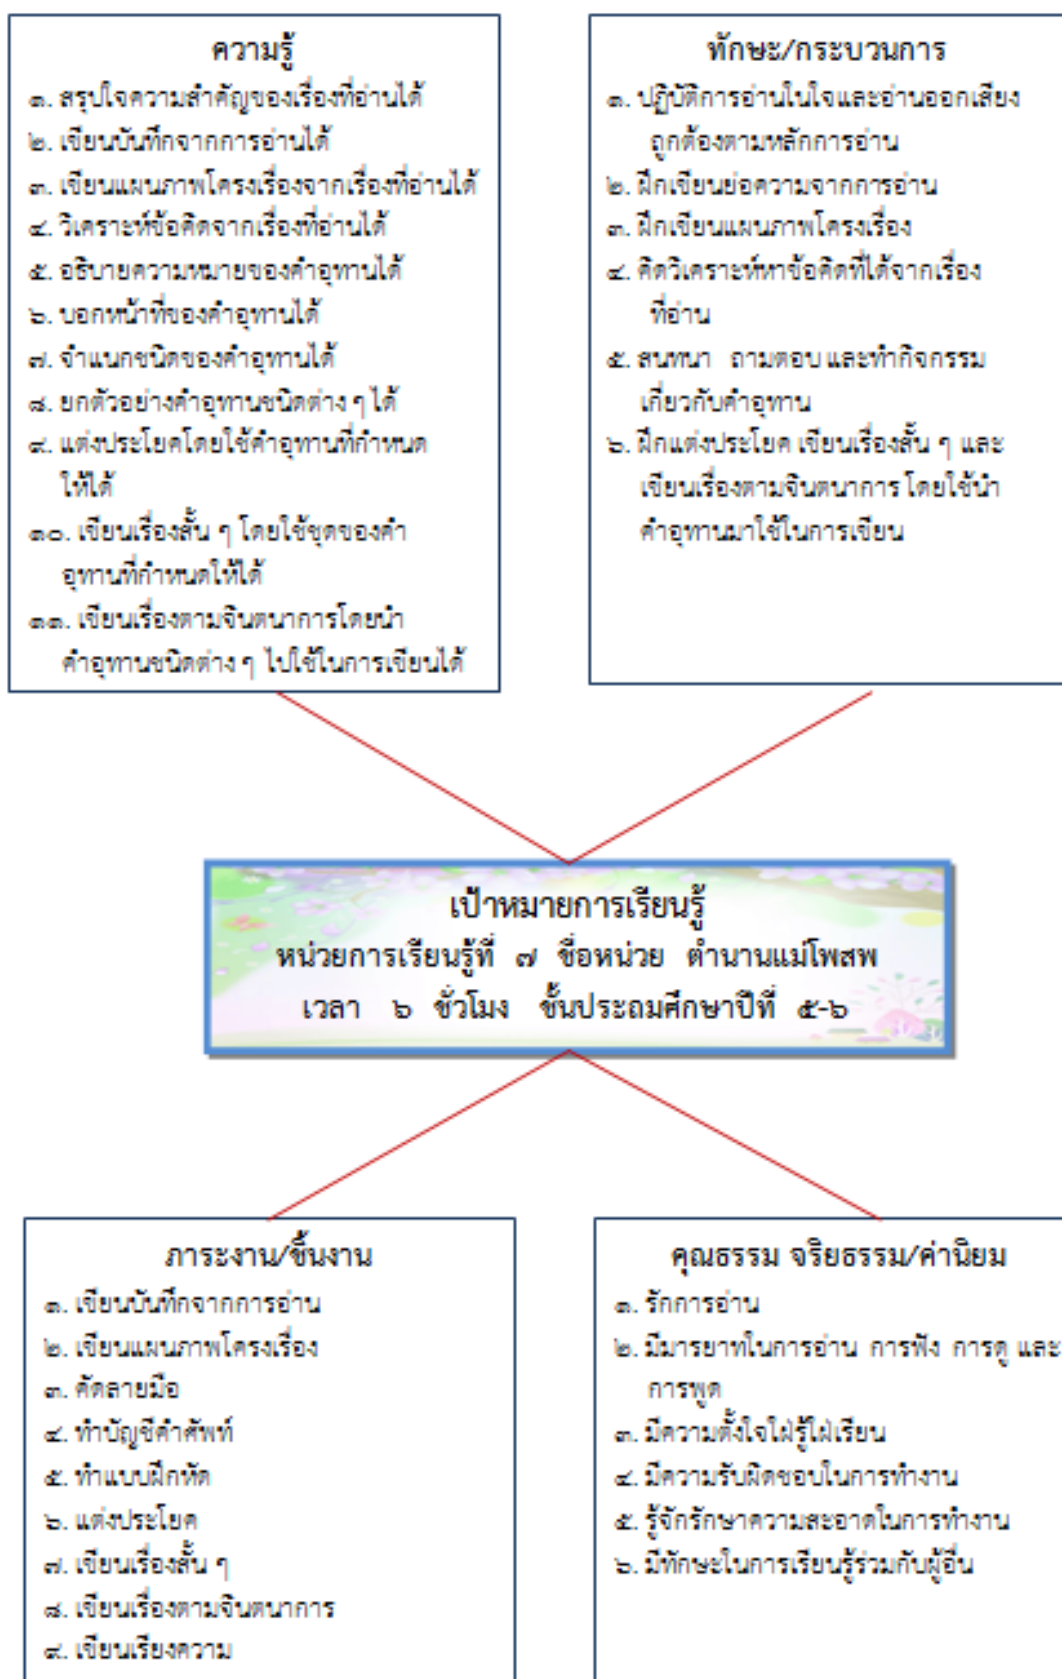 ความรู้
๑. สรุปใจความสำคัญของเรื่องที่อ่านได้
๒. เขียนบันทึกจากการอ่านได้
๓. เขียนแผนภาพโครงเรื่องจากเรื่องที่อ่านได้
๔. วิเคราะห์ข้อคิดจากเรื่องที่อ่านได้
๕. อธิบายความหมายของคำอุทานได้
๖. บอกหน้าที่ของคำอุทานได้
๗. จำแนกชนิดของคำอุทานได้
๘. ยกตัวอย่างคำอุทานชนิดต่าง ๆ ได้
๙. แต่งประโยคโดยใช้คำอุทานที่กำหนด
ให้ได้
๑๐. เขียนเรื่องสั้น ๆ โดยใช้ชุดของคำ
อุทานที่กำหนดให้ได้
๑๑. เขียนเรื่องตามจินตนาการโดยนำ
คำอุทานชนิดต่าง ๆ ไปใช้ในการเขียนได้
ทักษะ/กระบวนการ
๑. ปฏิบัติการอ่านในใจและอ่านออกเสียง
ถูกต้องตามหลักการอ่าน
๒. ฝึกเขียนย่อความจากการอ่าน
๓. ฝึกเขียนแผนภาพโครงเรื่อง
๔. คิดวิเคราะห์หาข้อคิดที่ได้จากเรื่อง
ที่อ่าน
๕. สนทนา ถามตอบ และทำกิจกรรม
เกี่ยวกับคำอุทาน
๖. ฝึกแต่งประโยค เขียนเรื่องสั้น ๆ และ
เขียนเรื่องตามจินตนาการ โดยใช้นำ
คำอุทานมาใช้ในการเขียน
เป้าหมายการเรียนรู้
หน่วยการเรียนรู้ที่ ๗ ชื่อหน่วย ตำนานแม่โพสพ
เวลา ๖ ชั่วโมง ชั้นประถมศึกษาปีที่ ๕-๖
ภาระงาน/ชิ้นงาน
๑. เขียนบันทึกจากการอ่าน
๒. เขียนแผนภาพโครงเรื่อง
๓. คัดลายมือ
๔. ทำบัญชีคำศัพท์
๕. ทำแบบฝึกหัด
๖. แต่งประโยค
๗. เขียนเรื่องสั้น ๆ
๘. เขียนเรื่องตามจินตนาการ
๙. เขียนเรียงความ
คุณธรรม จริยธรรม/ค่านิยม
๑. รักการอ่าน
๒. มีมารยาทในการอ่าน การฟัง การดู และ
การพูด
๓. มีความตั้งใจใฝ่รู้ใฝ่เรียน
๔. มีความรับผิดชอบในการทำงาน
๕. รู้จักรักษาความสะอาดในการทำงาน
๖. มีทักษะในการเรียนรู้ร่วมกับผู้อื่น